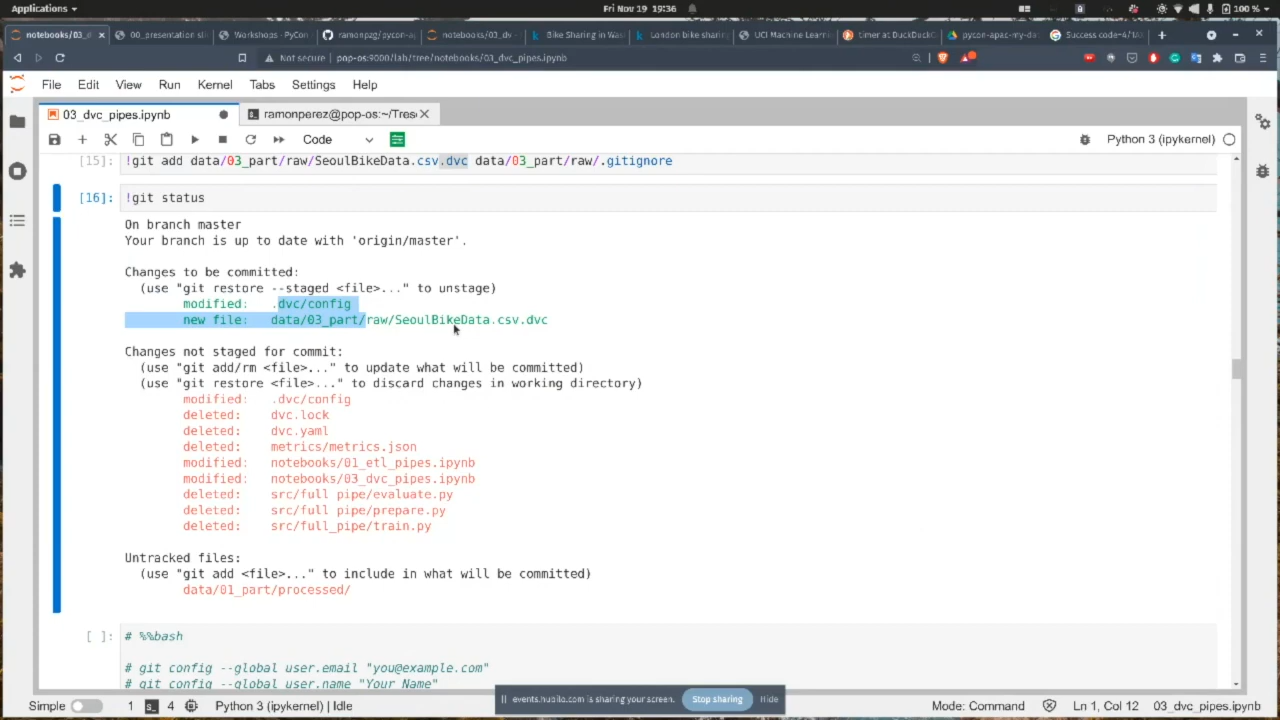 Applications
Fri Nov 19 19:36
100 %
notebooks/03_d
00_presentation sli
Workshops - PyCon
ramonpzg/pycon-a
notebooks/03_dv
Bike Sharing in Was
London bike sharing
UCI Machine Learni
timer at DuckDuckG
pycon-apac-my-da
Success code=4/1A
Not secure
pop-os:9000/lab/tree/notebooks/03_dvc_pipes.ipynb
File Edit View Run Kernel Tabs Settings Help
03_dvc_pipes.ipynb
ramonperez@pop-os:~/Tres
Code
Python 3 (ipykernel)
[15]: !git add data/03_part/raw/SeoulBikeData.csv.dvc data/03_part/raw/.gitignore
[16]: !git status
On branch master
Your branch is up to date with 'origin/master'.
Changes to be committed:
(use "git restore --staged <file>..." to unstage)
modified: .dvc/config
new file: data/03_part/raw/SeoulBikeData.csv.dvc
Changes not staged for commit:
(use "git add/rm <file>..." to update what will be committed)
(use "git restore <file>..." to discard changes in working directory)
modified: .dvc/config
deleted: dvc.lock
deleted: dvc.yaml
deleted: metrics/metrics.json
modified: notebooks/01_etl_pipes.ipynb
modified: notebooks/03_dvc_pipes.ipynb
deleted: src/full pipe/evaluate.py
deleted: src/full pipe/prepare.py
deleted: src/full_pipe/train.py
Untracked files:
(use "git add <file>..." to include in what will be committed)
data/01_part/processed/
[ ]: # %%bash
# git config --global user.email "you@example.com"
# git config --global user.name "Your Name"
events.hubilo.com is sharing your screen.
Stop sharing
Hide
Simple
1
4
Python 3 (ipykernel) | Idle
Mode: Command
Ln 1, Col 12
03_dvc_pipes.ipynb